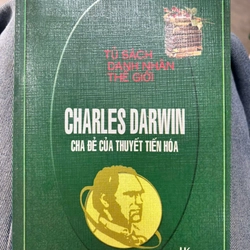 TỦ SÁCH
DANH NHÂN
THẾ GIỚI
CHARLES DARWIN
CHA ĐẺ CỦA THUYẾT TIẾN HÓA